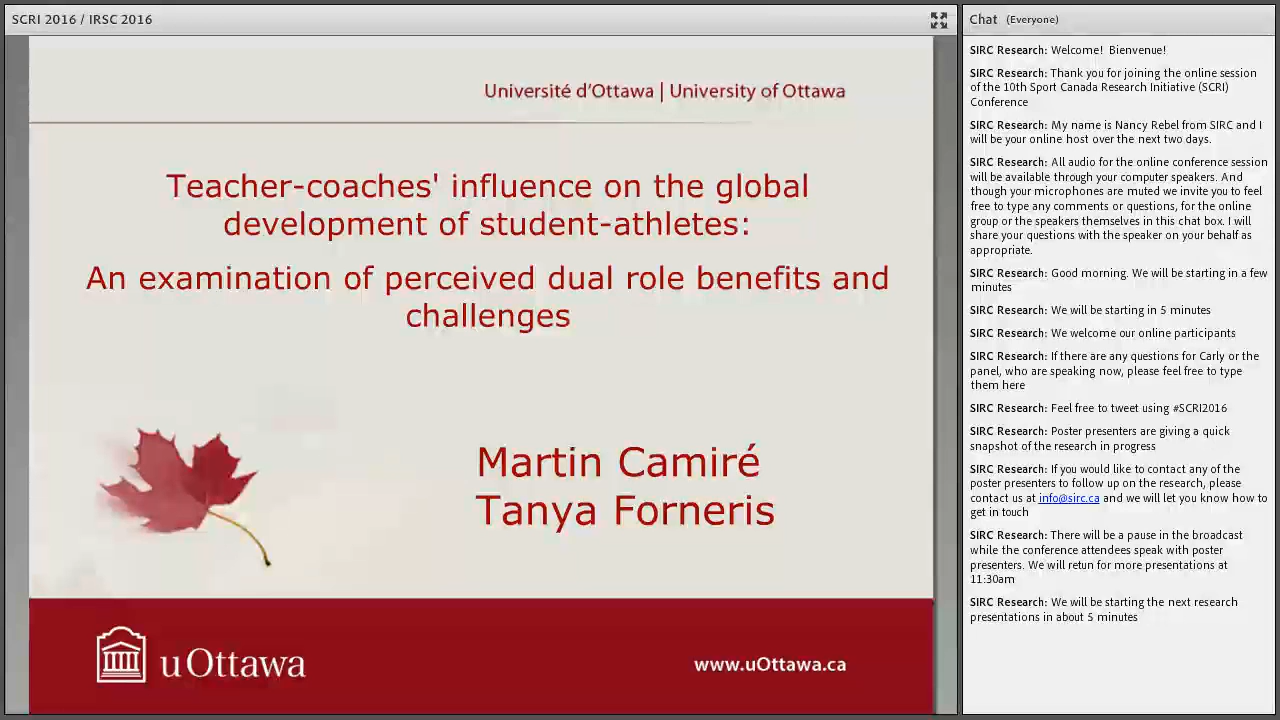 SCRI 2016 / IRSC 2016
Université d'Ottawa | University of Ottawa
Teacher-coaches' influence on the global
development of student-athletes:
An examination of perceived dual role benefits and
challenges
Martin Camiré
Tanya Forneris
uOttawa
www.uOttawa.ca
Chat (Everyone)
SIRC Research: Welcome! Bienvenue!
SIRC Research: Thank you for joining the online session
of the 10th Sport Canada Research Initiative (SCRI)
Conference
SIRC Research: My name is Nancy Rebel from SIRC and I
will be your online host over the next two days.
SIRC Research: All audio for the online conference session
will be available through your computer speakers. And
though your microphones are muted we invite you to feel
free to type any comments or questions, for the online
group or the speakers themselves in this chat box. I will
share your questions with the speaker on your behalf as
appropriate.
SIRC Research: Good morning. We will be starting in a few
minutes
SIRC Research: We will be starting in 5 minutes
SIRC Research: We welcome our online participants
SIRC Research: If there are any questions for Carly or the
panel, who are speaking now, please feel free to type
them here
SIRC Research: Feel free to tweet using #SCRI2016
SIRC Research: Poster presenters are giving a quick
snapshot of the research in progress
SIRC Research: If you would like to contact any of the
poster presenters to follow up on the research, please
contact us at info@sirc.ca and we will let you know how to
get in touch
SIRC Research: There will be a pause in the broadcast
while the conference attendees speak with poster
presenters. We will retun for more presentations at
11:30am
SIRC Research: We will be starting the next research
presentations in about 5 minutes